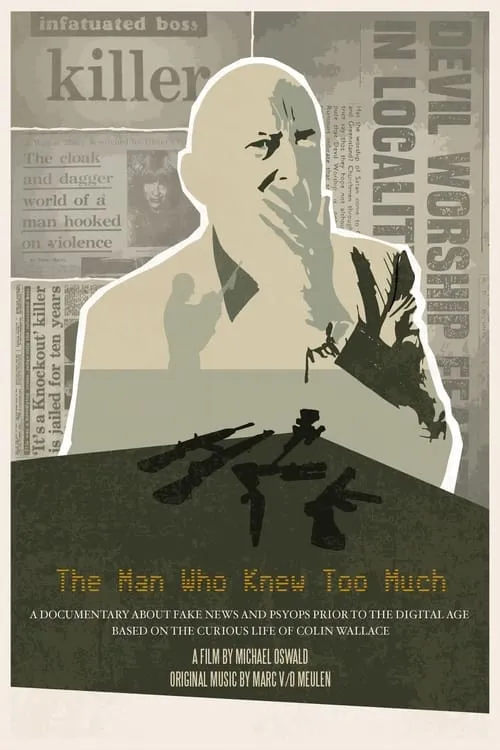 infatuated boss
killer
The cloak
and dagger
world of a
man hooked
on violence
'It's a Knockout' killer
is jailed for ten years
DEVIL WORSHIP FE
IN LOCALIT
The Man Who Knew Too Much
A DOCUMENTARY ABOUT FAKE NEWS AND PSYOPS PRIOR TO THE DIGITAL AGE
BASED ON THE CURIOUS LIFE OF COLIN WALLACE
A FILM BY MICHAEL OSWALD
ORIGINAL MUSIC BY MARC V/D MEULEN